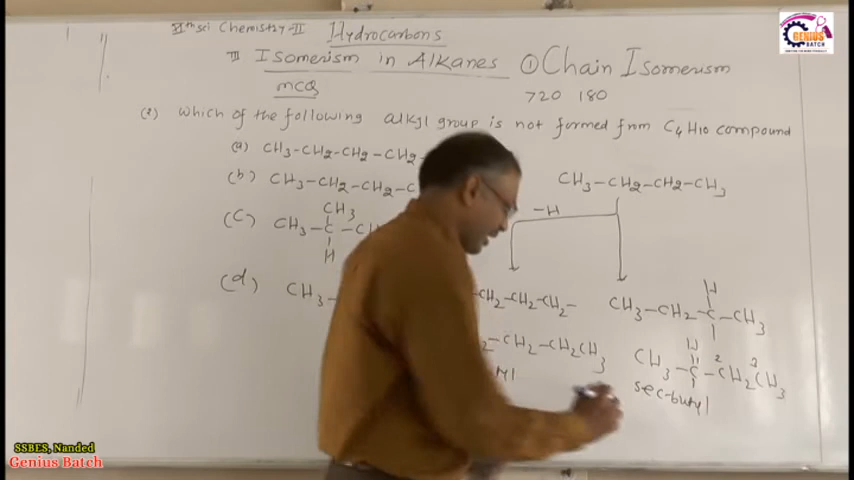 XIth sci Chemistry-II Hydrocarbons
III Isomerism in Alkanes ① Chain Isomerism
MCQ 720 180
(2) Which of the following alkyl group is not formed from C4H10 compound
(a) CH3-CH2-CH2-CH2
(b) CH3-CH2-CH2-C
CH3-CH2-CH2-CH3
CH3
(c) CH3-C-CH
H
-H
(d) CH3-
-CH2-CH2-CH2-
H
CH3-CH2-C-CH3
-CH2-CH2CH3
H
CH3-C-CH2CH3
sec-butyl
GENIUS
BATCH
SSBES, Nanded
Genius Batch